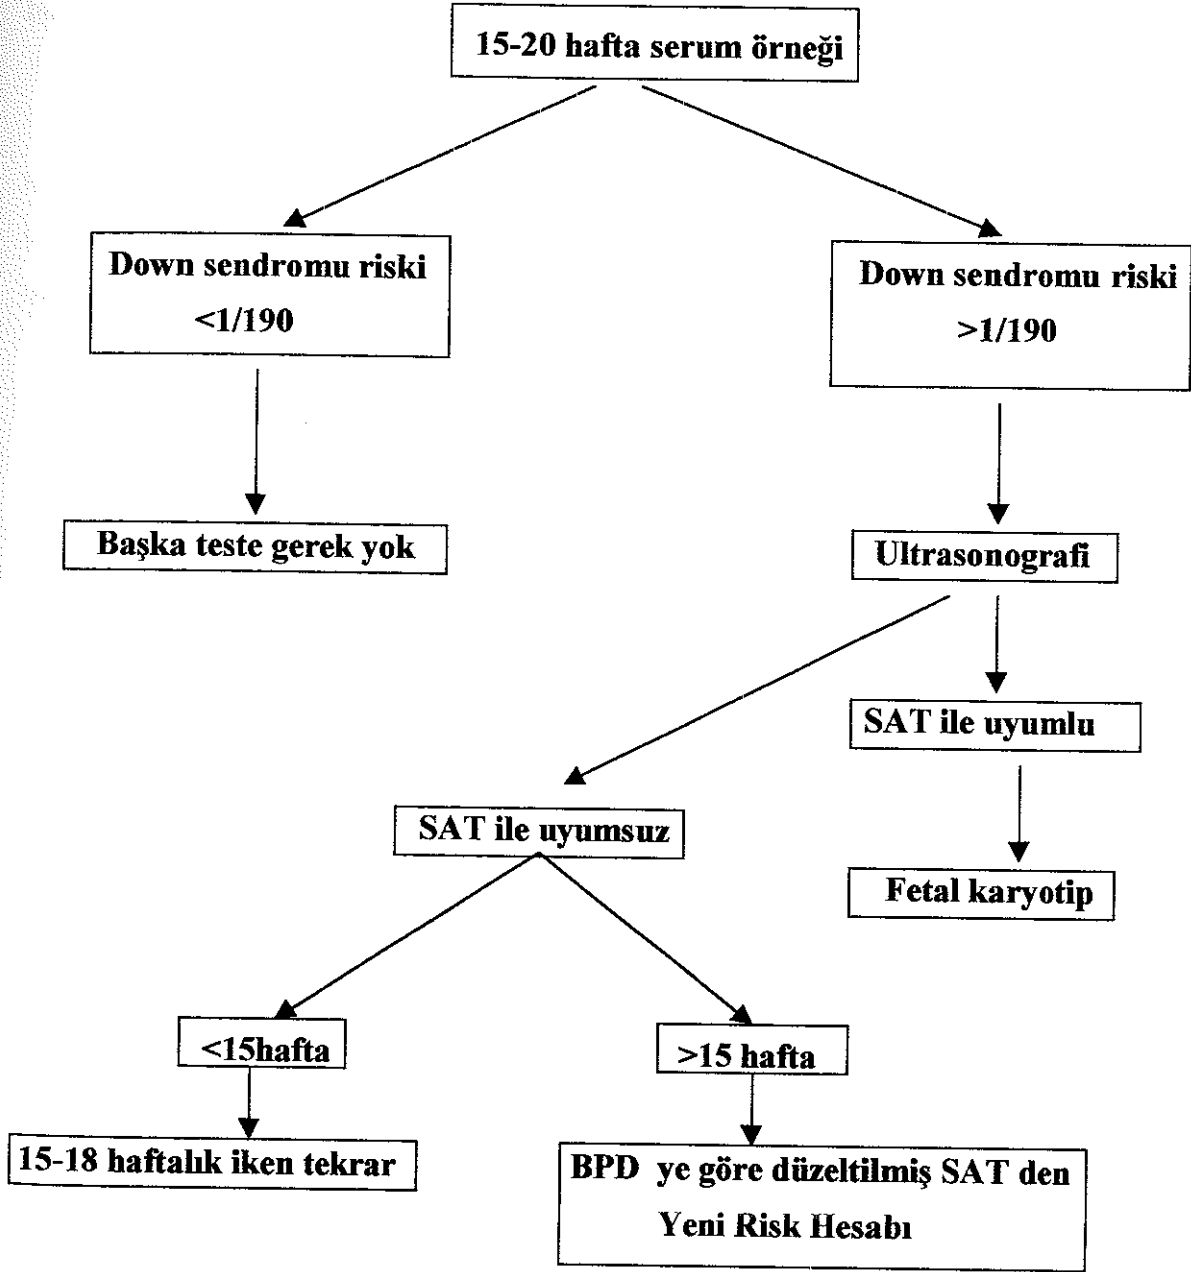 15-20 hafta serum örneği
Down sendromu riski
<1/190
Down sendromu riski
>1/190
Başka teste gerek yok
Ultrasonografi
SAT ile uyumlu
SAT ile uyumsuz
Fetal karyotip
<15hafta
>15 hafta
15-18 haftalık iken tekrar
BPD ye göre düzeltilmiş SAT den
Yeni Risk Hesabı